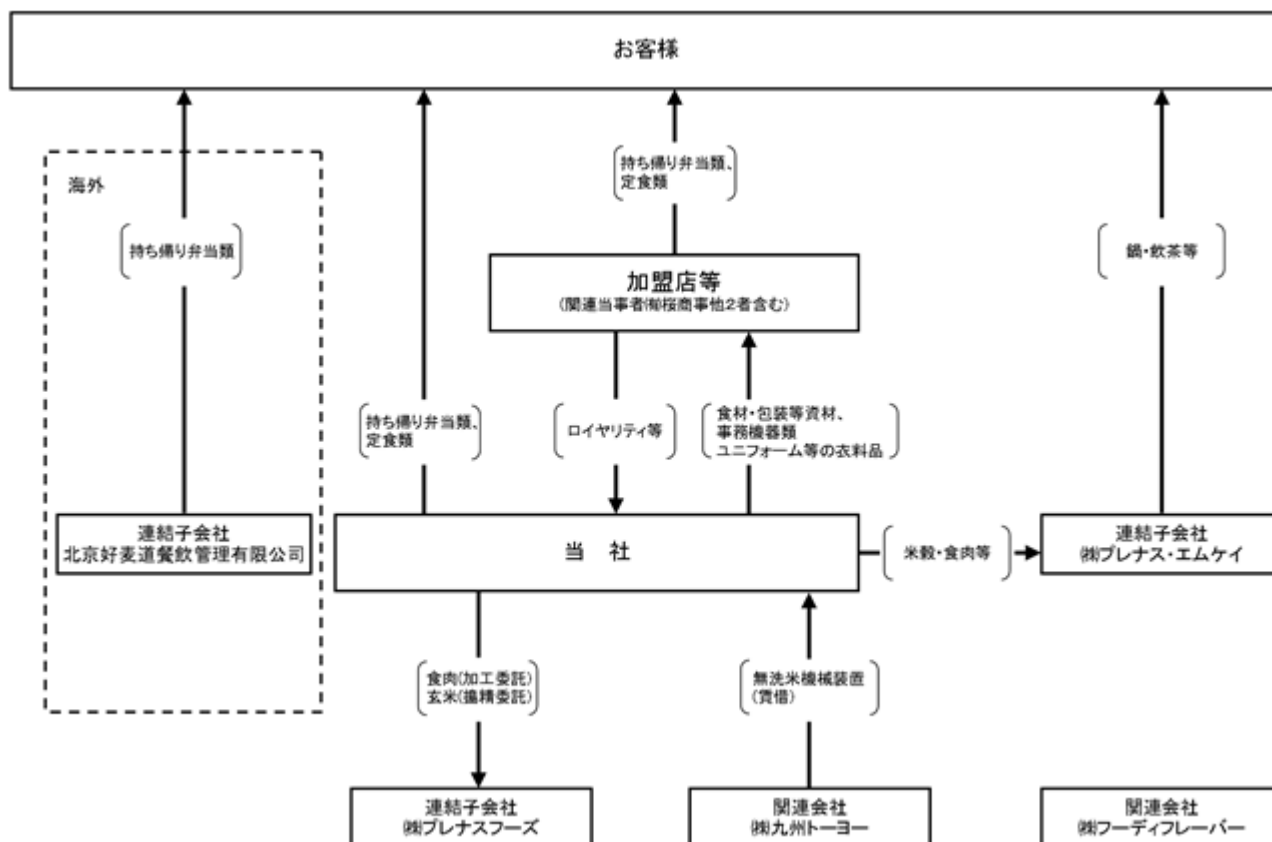 お客様
海外
持ち帰り弁当類
持ち帰り弁当類、
定食類
鍋・飲茶等
加盟店等
(関連当事者㈲桜商事他2者含む)
持ち帰り弁当類、
定食類
ロイヤリティ等
食材・包装等資材、
事務機器類
ユニフォーム等の衣料品
連結子会社
北京好麦道餐飲管理有限公司
当 社
米穀・食肉等
連結子会社
㈱プレナス・エムケイ
食肉(加工委託)
玄米(搗精委託)
無洗米機械装置
(賃借)
連結子会社
㈱プレナスフーズ
関連会社
㈱九州トーヨー
関連会社
㈱フーディフレーバー